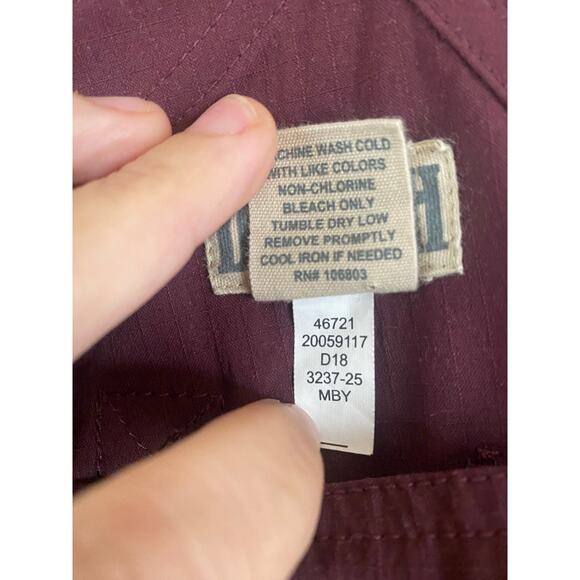 CHINE WASH COLD
WITH LIKE COLORS
NON-CHLORINE
BLEACH ONLY
TUMBLE DRY LOW
REMOVE PROMPTLY
COOL IRON IF NEEDED
RN# 106803
46721
20059117
D18
3237-25
MBY